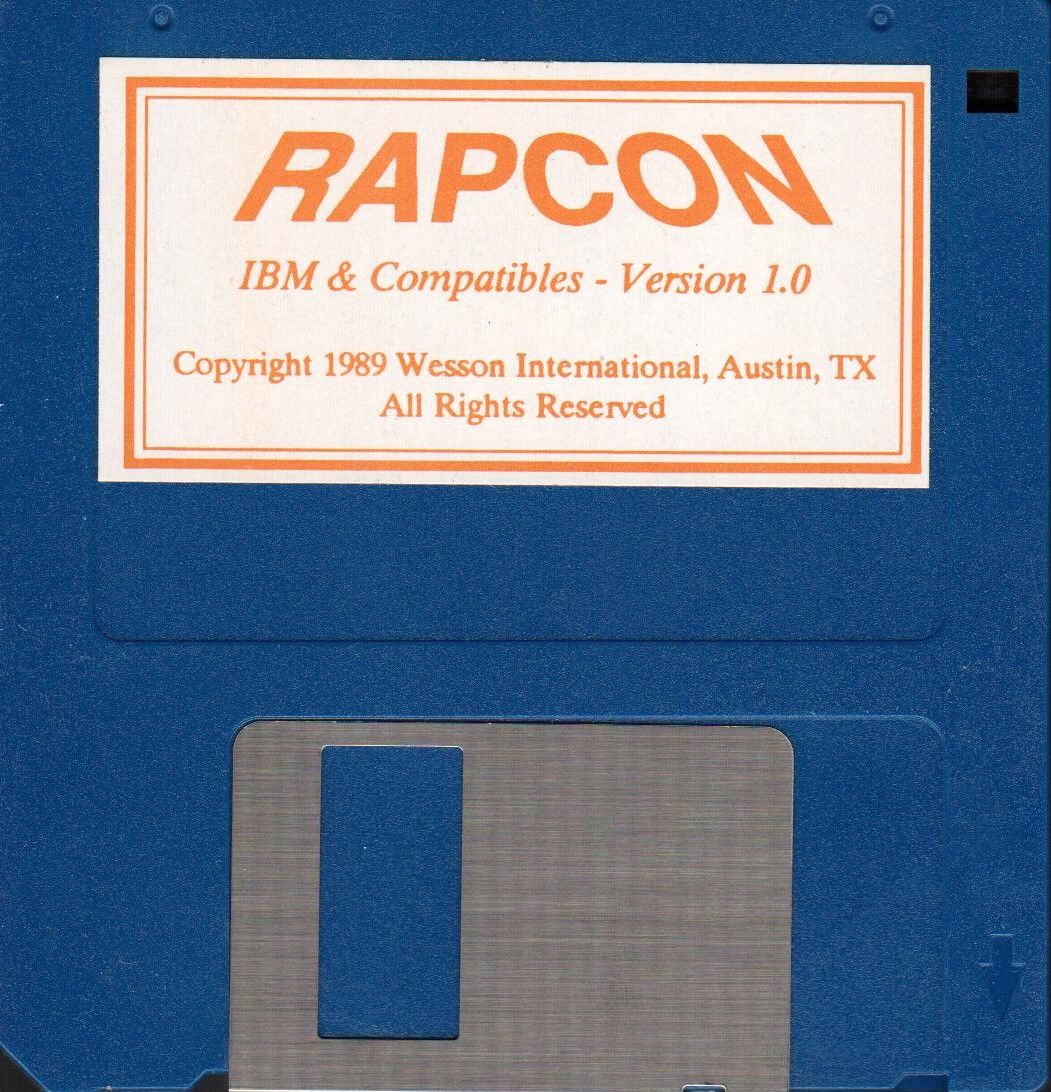 RAPCON
IBM & Compatibles - Version 1.0
Copyright 1989 Wesson International, Austin, TX
All Rights Reserved